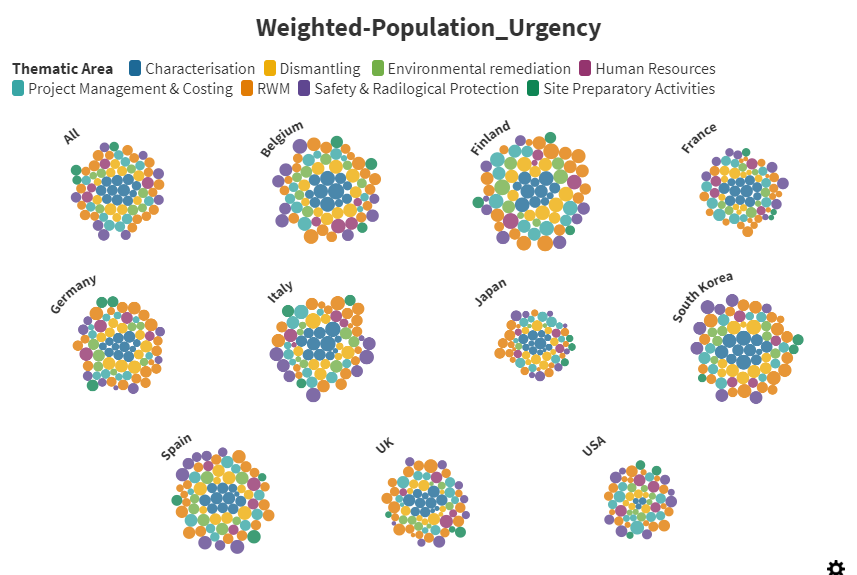 Weighted-Population_Urgency
Thematic Area Characterisation Dismantling Environmental remediation Human Resources
Project Management & Costing RWM Safety & Radilogical Protection Site Preparatory Activities
All Belgium Finland France
Germany Italy Japan South Korea
Spain UK USA